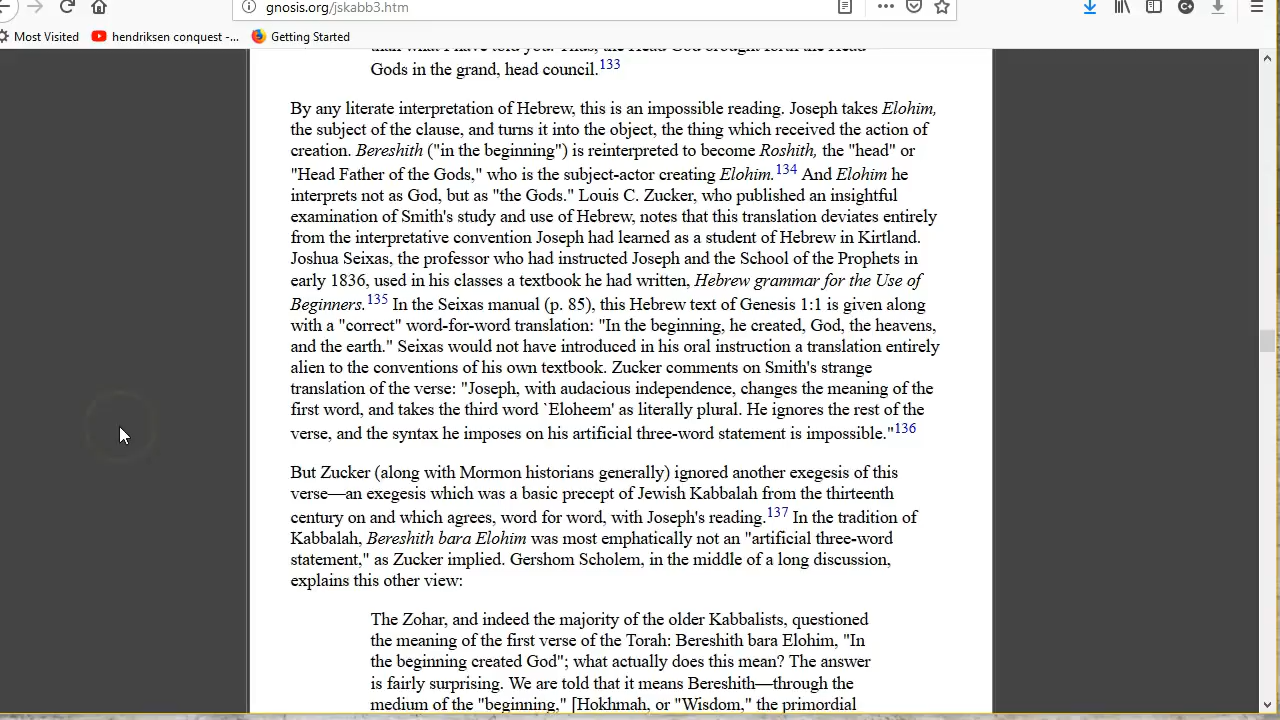 gnosis.org/jskabb3.htm
Most Visited
hendriksen conquest -...
Getting Started
than what I have told you. Thus, the Head God brought forth the Head
Gods in the grand, head council.133
By any literate interpretation of Hebrew, this is an impossible reading. Joseph takes Elohim,
the subject of the clause, and turns it into the object, the thing which received the action of
creation. Bereshith ("in the beginning") is reinterpreted to become Roshith, the "head" or
"Head Father of the Gods," who is the subject-actor creating Elohim.134 And Elohim he
interprets not as God, but as "the Gods." Louis C. Zucker, who published an insightful
examination of Smith's study and use of Hebrew, notes that this translation deviates entirely
from the interpretative convention Joseph had learned as a student of Hebrew in Kirtland.
Joshua Seixas, the professor who had instructed Joseph and the School of the Prophets in
early 1836, used in his classes a textbook he had written, Hebrew grammar for the Use of
Beginners.135 In the Seixas manual (p. 85), this Hebrew text of Genesis 1:1 is given along
with a "correct" word-for-word translation: "In the beginning, he created, God, the heavens,
and the earth." Seixas would not have introduced in his oral instruction a translation entirely
alien to the conventions of his own textbook. Zucker comments on Smith's strange
translation of the verse: "Joseph, with audacious independence, changes the meaning of the
first word, and takes the third word `Eloheem' as literally plural. He ignores the rest of the
verse, and the syntax he imposes on his artificial three-word statement is impossible."136
But Zucker (along with Mormon historians generally) ignored another exegesis of this
verse—an exegesis which was a basic precept of Jewish Kabbalah from the thirteenth
century on and which agrees, word for word, with Joseph's reading.137 In the tradition of
Kabbalah, Bereshith bara Elohim was most emphatically not an "artificial three-word
statement," as Zucker implied. Gershom Scholem, in the middle of a long discussion,
explains this other view:
The Zohar, and indeed the majority of the older Kabbalists, questioned
the meaning of the first verse of the Torah: Bereshith bara Elohim, "In
the beginning created God"; what actually does this mean? The answer
is fairly surprising. We are told that it means Bereshith—through the
medium of the "beginning," [Hokhmah, or "Wisdom," the primordial